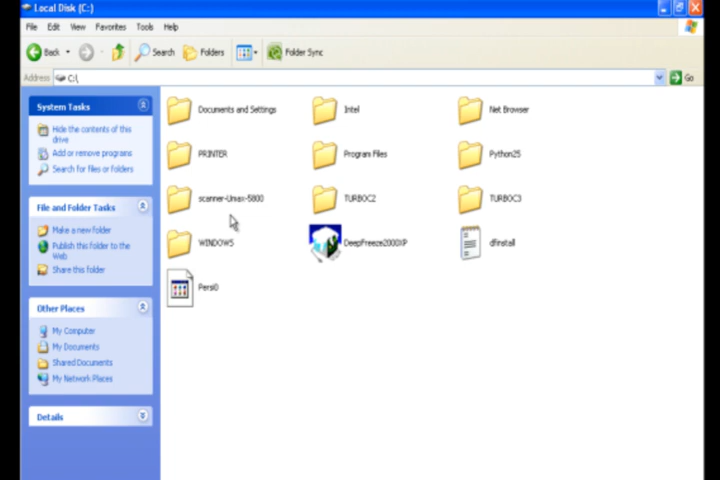 Local Disk (C:)
File Edit View Favorites Tools Help
Back Search Folders Folder Sync
Address C:\ Go
System Tasks
Hide the contents of this
drive
Add or remove programs
Search for files or folders
File and Folder Tasks
Make a new folder
Publish this folder to the
Web
Share this folder
Other Places
My Computer
My Documents
Shared Documents
My Network Places
Details
Documents and Settings Intel Net Browser
PRINTER Program Files Python25
scanner-Umax-5800 TURBOC2 TURBOC3
WINDOWS DeepFreeze2000XP dfinstall
Persi0